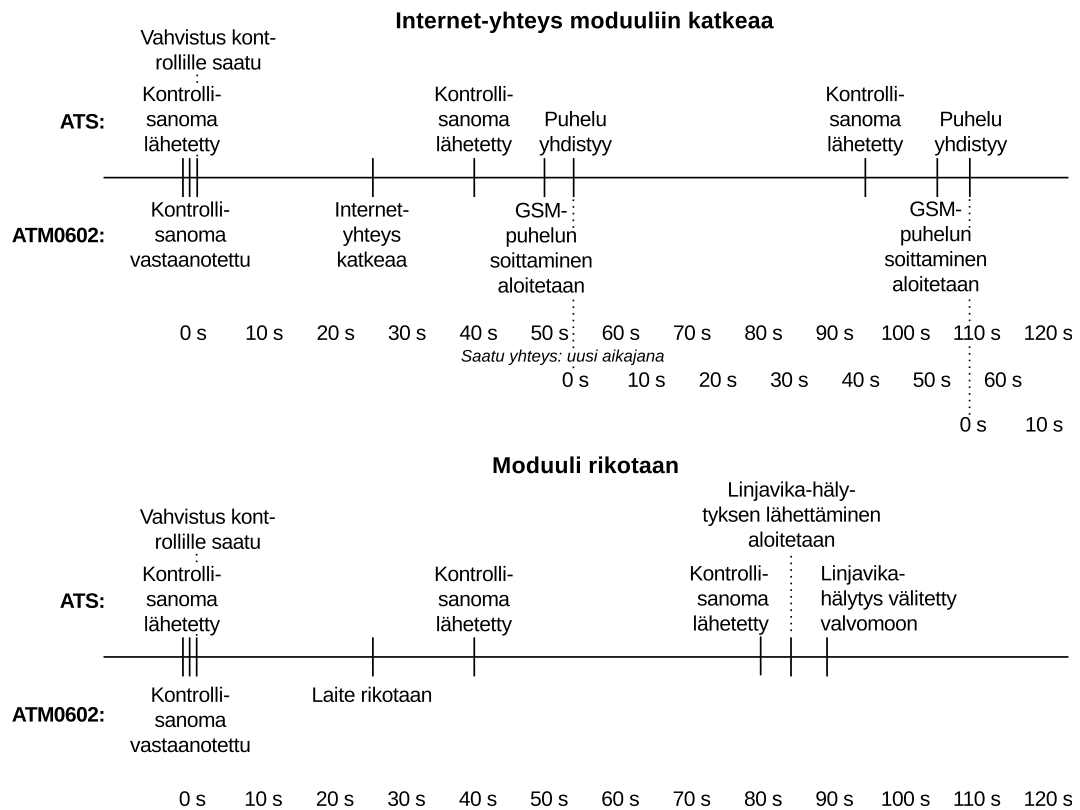 Internet-yhteys moduuliin katkeaa
Vahvistus kont-
rollille saatu
ATS:
Kontrolli-
sanoma
lähetetty
Kontrolli-
sanoma
lähetetty
Puhelu
yhdistyy
Kontrolli-
sanoma
lähetetty
Puhelu
yhdistyy
ATM0602:
Kontrolli-
sanoma
vastaanotettu
Internet-
yhteys
katkeaa
GSM-
puhelun
soittaminen
aloitetaan
GSM-
puhelun
soittaminen
aloitetaan
0 s 10 s 20 s 30 s 40 s 50 s 60 s 70 s 80 s 90 s 100 s 110 s 120 s
Saatu yhteys: uusi aikajana
0 s 10 s 20 s 30 s 40 s 50 s 60 s
0 s 10 s
Moduuli rikotaan
Vahvistus kont-
rollille saatu
Linjavika-häly-
tyksen lähettäminen
aloitetaan
ATS:
Kontrolli-
sanoma
lähetetty
Kontrolli-
sanoma
lähetetty
Kontrolli-
sanoma
lähetetty
Linjavika-
hälytys välitetty
valvomoon
ATM0602:
Kontrolli-
sanoma
vastaanotettu
Laite rikotaan
0 s 10 s 20 s 30 s 40 s 50 s 60 s 70 s 80 s 90 s 100 s 110 s 120 s